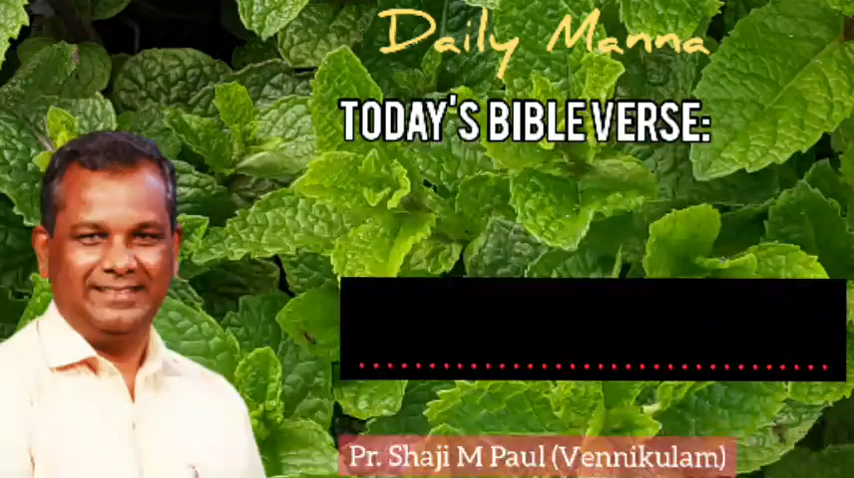 Daily Manna
TODAY'S BIBLE VERSE:
Pr. Shaji M Paul (Vennikulam)